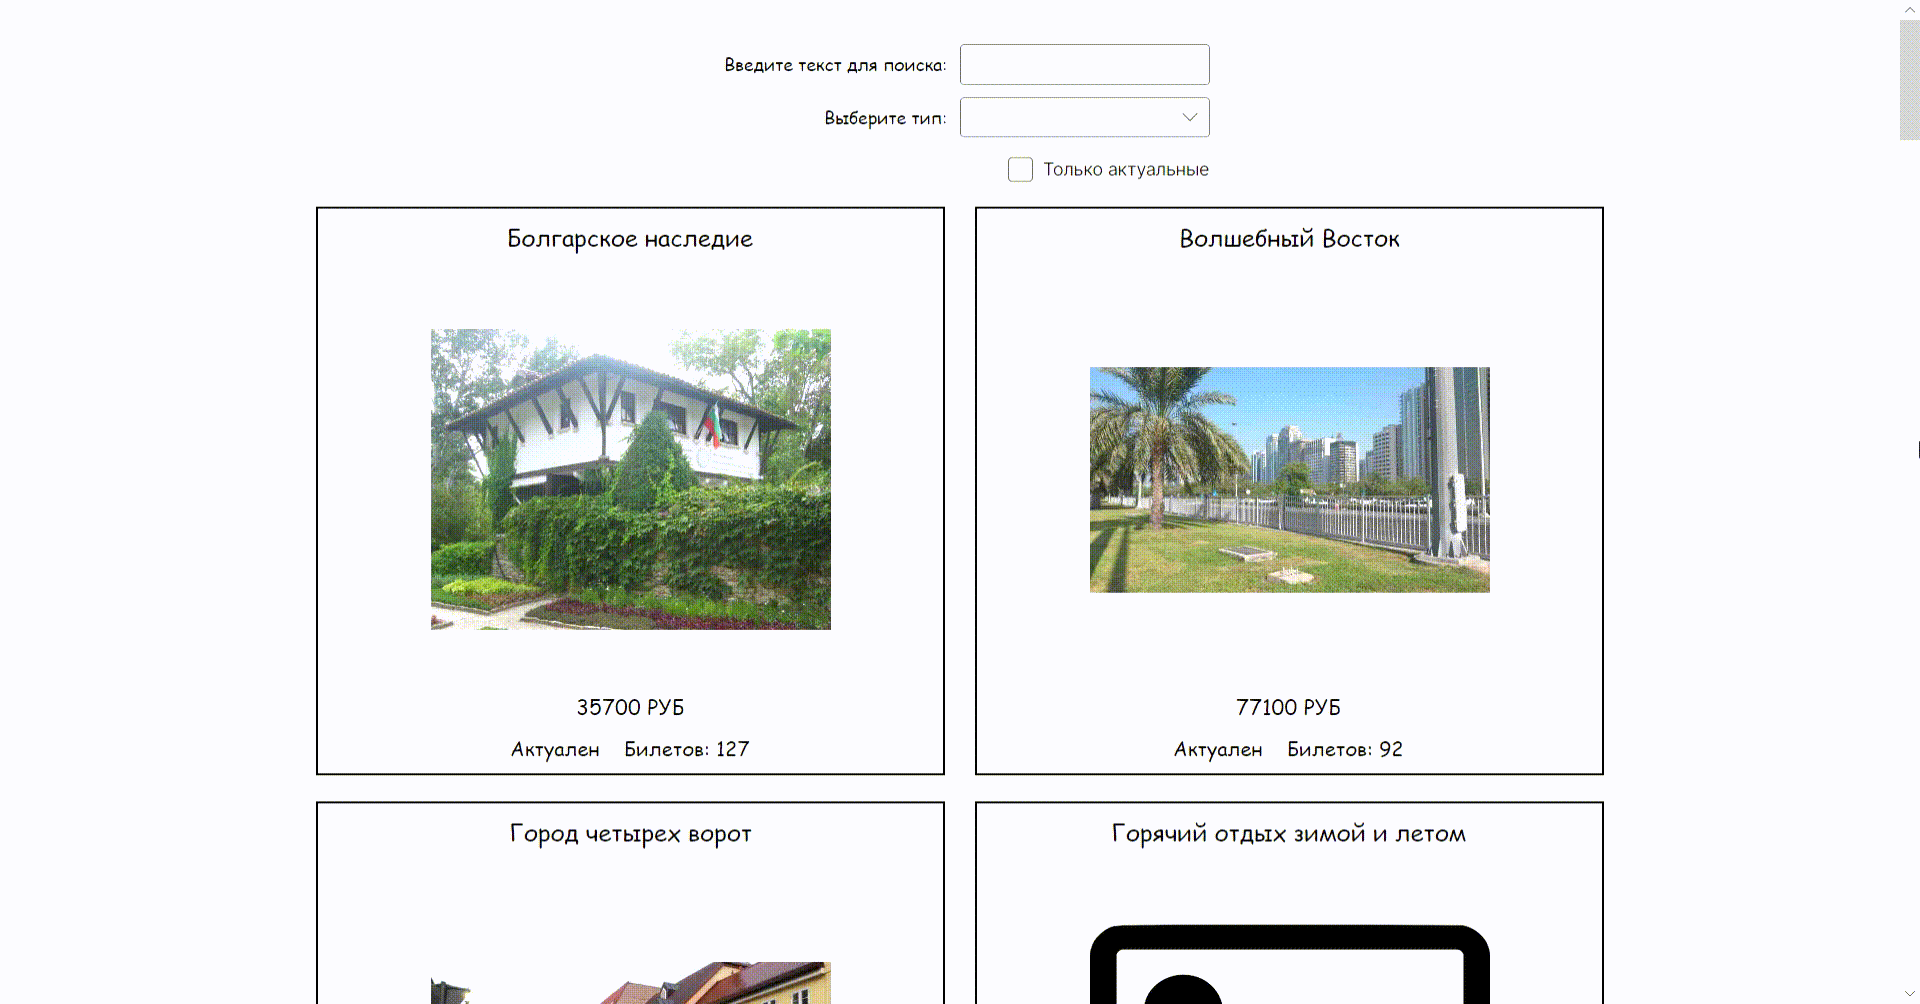 Введите текст для поиска:
Выберите тип:
Только актуальные
Болгарское наследие
35700 РУБ
Актуален Билетов: 127
Волшебный Восток
77100 РУБ
Актуален Билетов: 92
Город четырех ворот
Горячий отдых зимой и летом